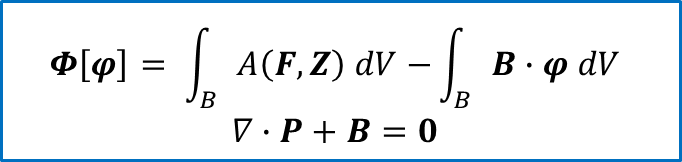 Φ[φ] = ∫_B A(F, Z) dV − ∫_B B · φ dV
∇ · P + B = 0